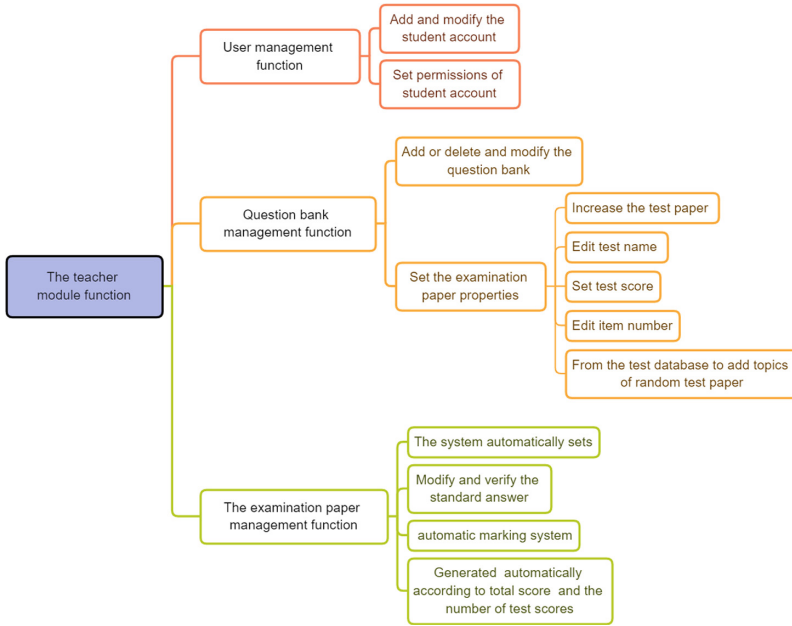 The teacher
module function
User management
function
Add and modify the
student account
Set permissions of
student account
Question bank
management function
Add or delete and modify the
question bank
Set the examination
paper properties
Increase the test paper
Edit test name
Set test score
Edit item number
From the test database to add topics
of random test paper
The examination paper
management function
The system automatically sets
Modify and verify the
standard answer
automatic marking system
Generated automatically
according to total score and the
number of test scores